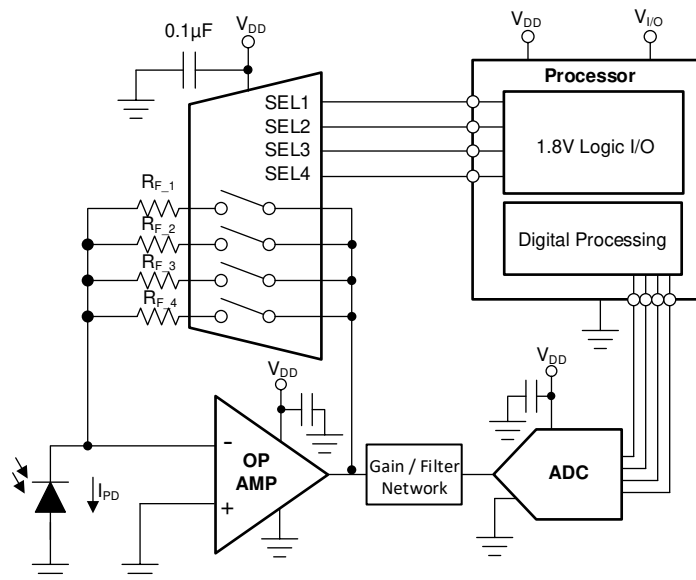 0.1µF
VDD
VDD
VI/O
Processor
SEL1
SEL2
SEL3
SEL4
1.8V Logic I/O
RF_1
RF_2
RF_3
RF_4
Digital Processing
VDD
VDD
-
OP
AMP
+
IPD
Gain / Filter
Network
ADC